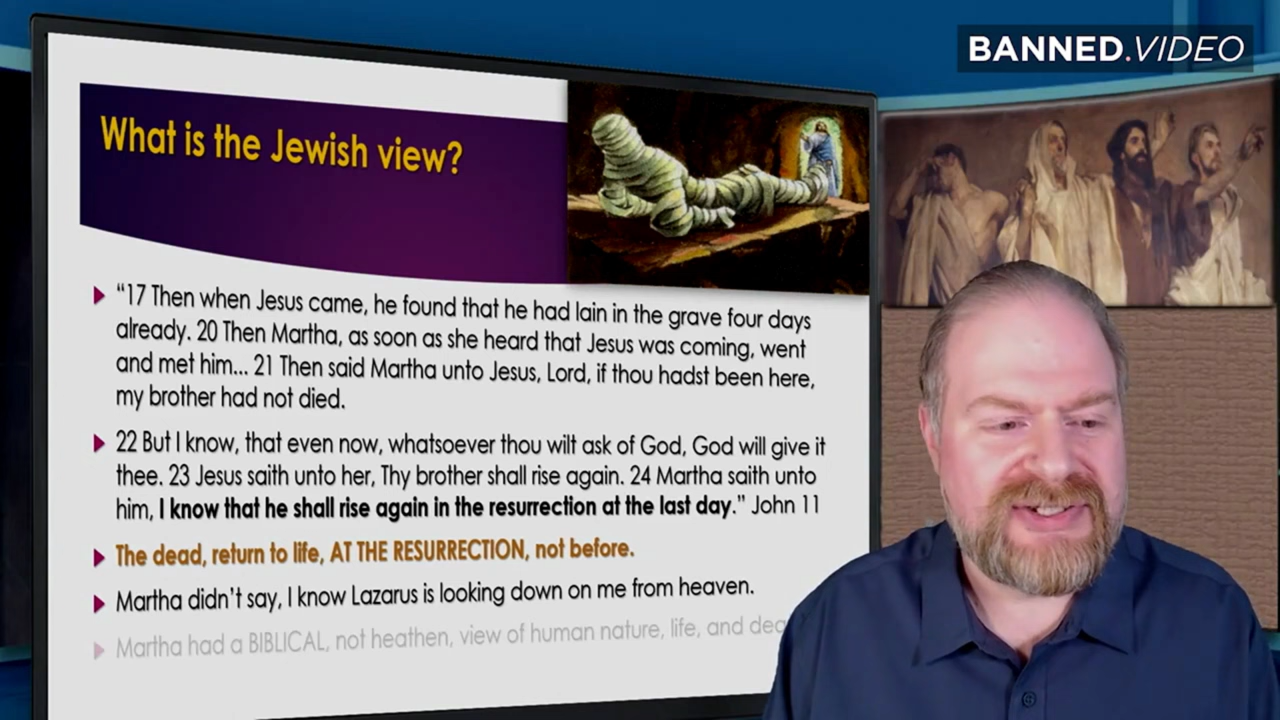 BANNED.VIDEO
What is the Jewish view?
“17 Then when Jesus came, he found that he had lain in the grave four days
already. 20 Then Martha, as soon as she heard that Jesus was coming, went
and met him... 21 Then said Martha unto Jesus, Lord, if thou hadst been here,
my brother had not died.
22 But I know, that even now, whatsoever thou wilt ask of God, God will give it
thee. 23 Jesus saith unto her, Thy brother shall rise again. 24 Martha saith unto
him, I know that he shall rise again in the resurrection at the last day.” John 11
The dead, return to life, AT THE RESURRECTION, not before.
Martha didn’t say, I know Lazarus is looking down on me from heaven.
Martha had a BIBLICAL, not heathen, view of human nature, life, and